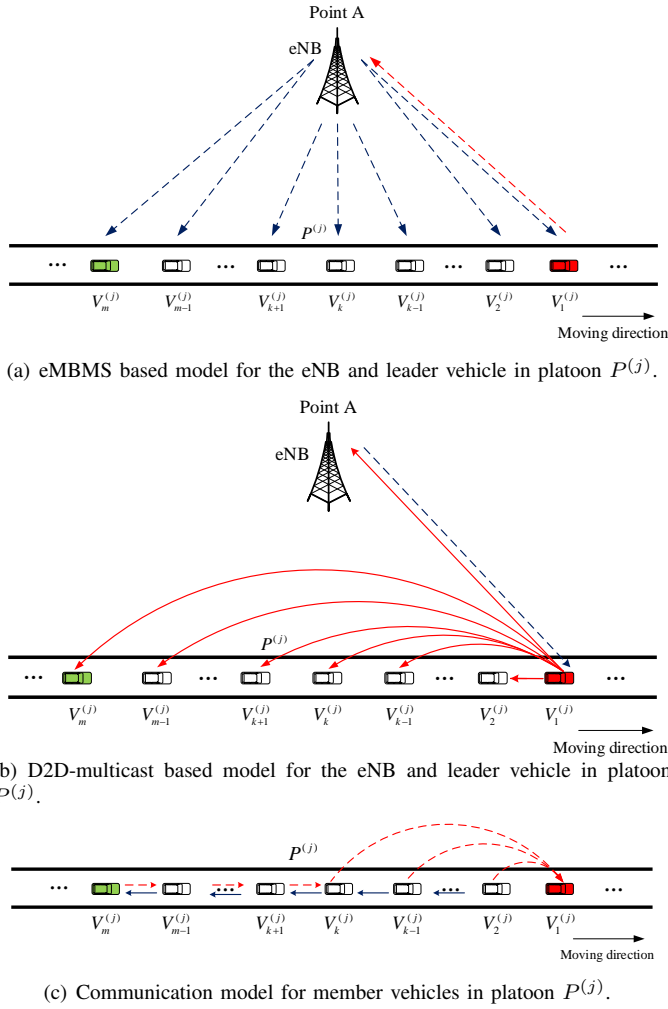 Point A
eNB
P^{(j)}
... ... ... ...
V_m^{(j)} V_{m-1}^{(j)} V_{k+1}^{(j)} V_k^{(j)} V_{k-1}^{(j)} V_2^{(j)} V_1^{(j)}
Moving direction
(a) eMBMS based model for the eNB and leader vehicle in platoon P^{(j)}.
Point A
eNB
P^{(j)}
... ... ... ...
V_m^{(j)} V_{m-1}^{(j)} V_{k+1}^{(j)} V_k^{(j)} V_{k-1}^{(j)} V_2^{(j)} V_1^{(j)}
Moving direction
b) D2D-multicast based model for the eNB and leader vehicle in platoon
P^{(j)}.
P^{(j)}
... ... ... ...
V_m^{(j)} V_{m-1}^{(j)} V_{k+1}^{(j)} V_k^{(j)} V_{k-1}^{(j)} V_2^{(j)} V_1^{(j)}
Moving direction
(c) Communication model for member vehicles in platoon P^{(j)}.